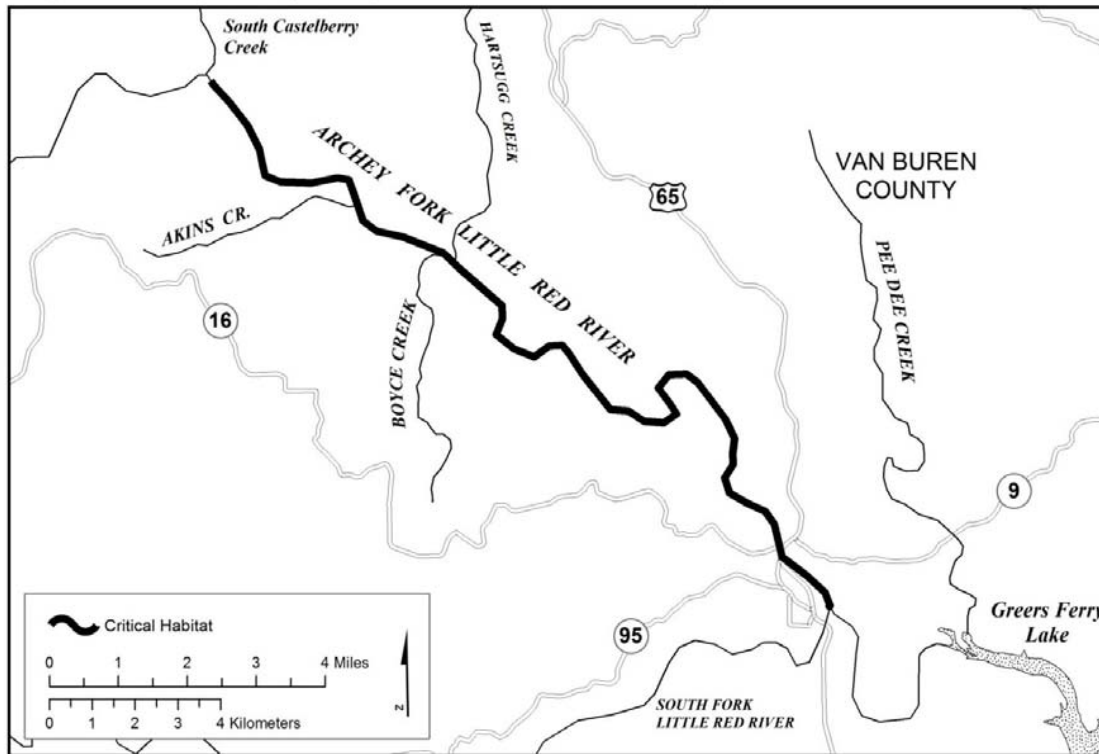 South Castelberry
Creek
HARTSUGG CREEK
ARCHEY FORK LITTLE RED RIVER
65
VAN BUREN
COUNTY
AKINS CR.
PEE DEE CREEK
16
BOYCE CREEK
9
Critical Habitat
0 1 2 3 4 Miles
0 1 2 3 4 Kilometers
N
95
SOUTH FORK
LITTLE RED RIVER
Greers Ferry
Lake